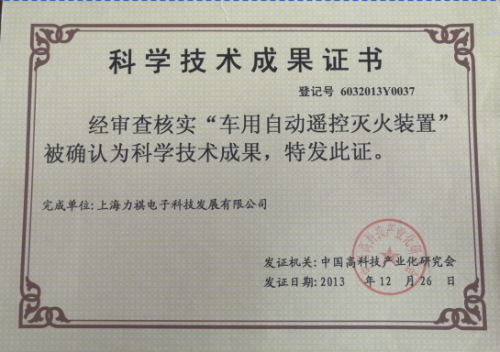 科学技术成果证书
登记号 6032013Y0037
经审查核实“车用自动遥控灭火装置”
被确认为科学技术成果，特发此证。
完成单位：上海力祺电子科技发展有限公司
发证机关：中国高科技产业化研究会
发证日期：2013 年 12 月 26 日